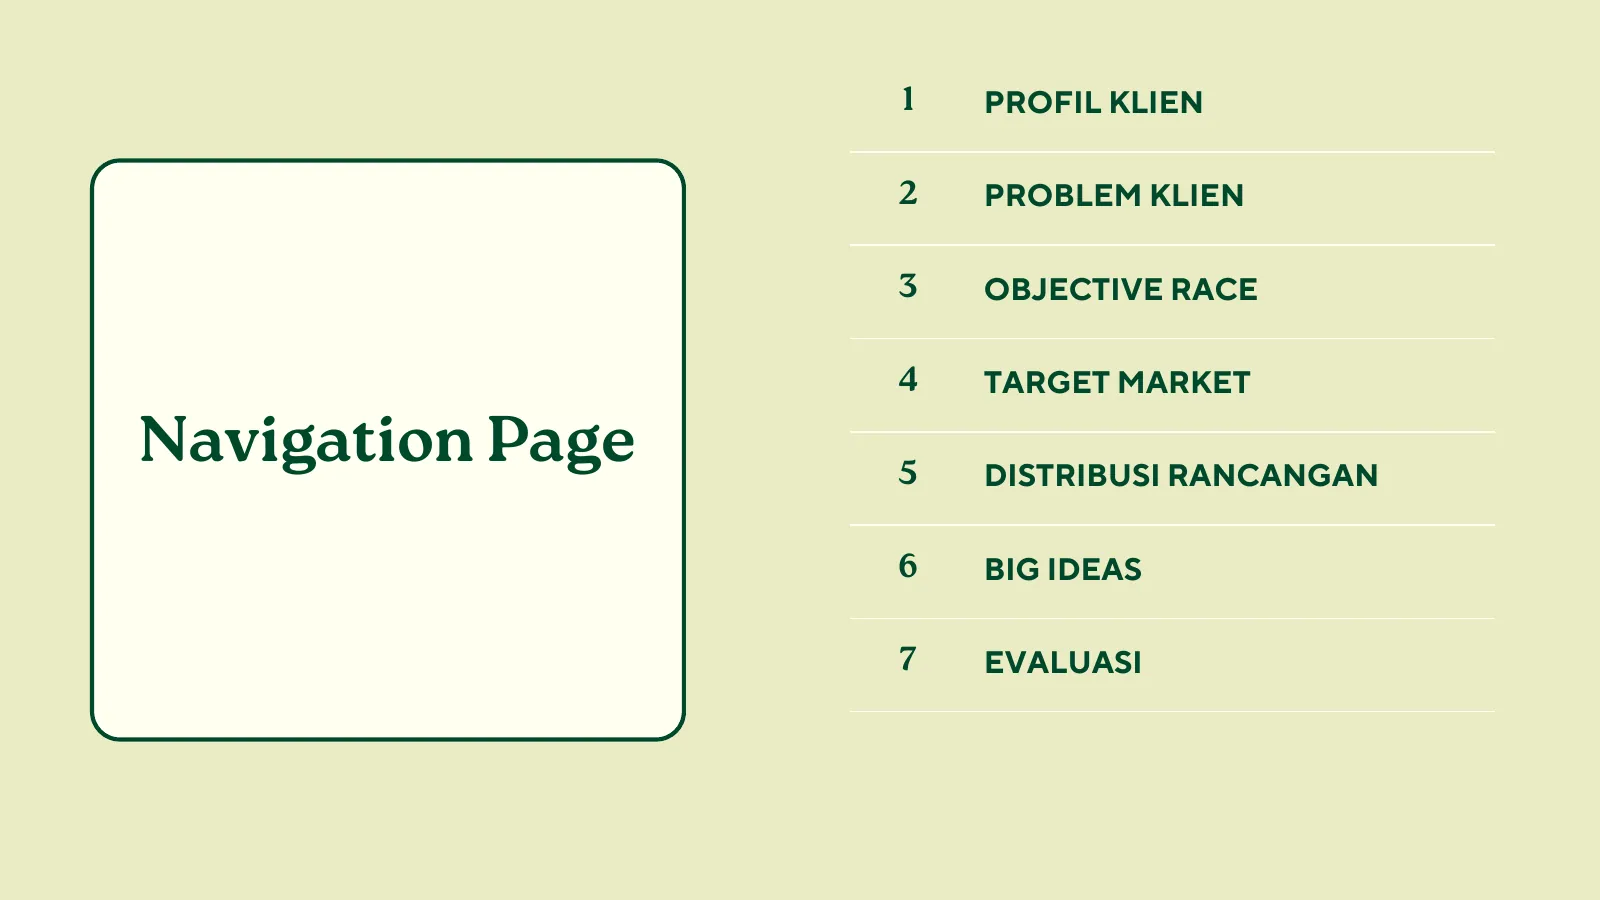 Navigation Page
1 PROFIL KLIEN
2 PROBLEM KLIEN
3 OBJECTIVE RACE
4 TARGET MARKET
5 DISTRIBUSI RANCANGAN
6 BIG IDEAS
7 EVALUASI